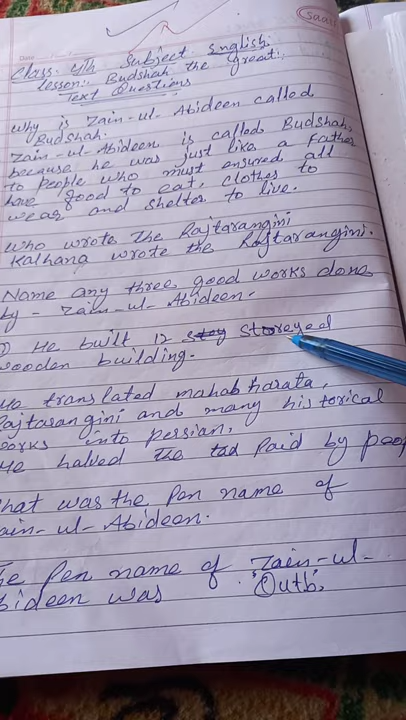 Saar
Date
Class. 4th Subject English
Lesson:. Budshah the great.
Text Questions
Why is Zain-ul-Abideen called
Budshah.
Zain-ul-Abideen is called Budshah,
because he was just like a father
to people who must ensured all
have good to eat, clothes to
wear and shelter to live.
Who wrote The Rajtarangini
Kalhana wrote the Rajtarangini.
Name any three good works done
by - Zain-ul-Abideen.
He built 12 storeyed
wooden building.
He translated mahabharata,
Rajtarangini and many historical
works into persian,
He halved the tax Paid by peop
What was the Pen name of
Zain-ul-Abideen.
The Pen name of Zain-ul-
Abideen was 'Qutb,